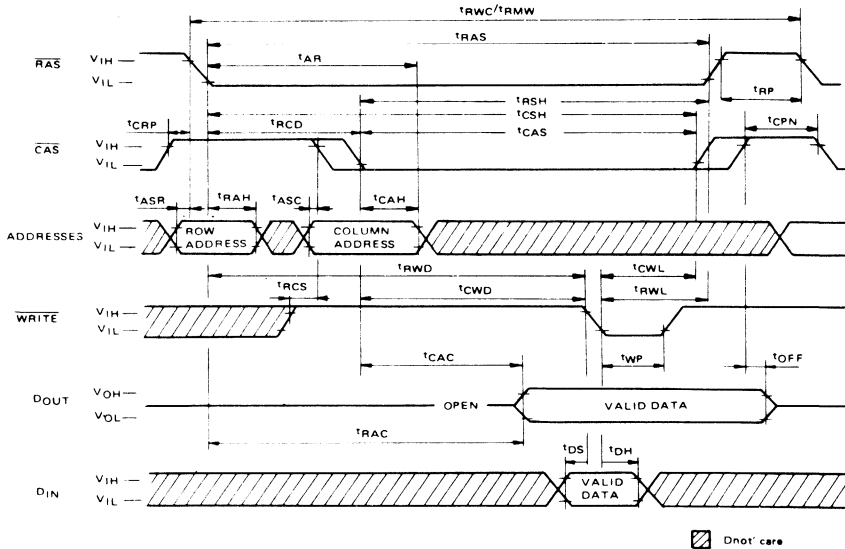 tRWC/tRMW
tRAS
tAR
RAS
VIH
VIL
tRP
tRSH
tCSH
tCRP
tRCD
tCAS
tCPN
CAS
VIH
VIL
tASR
tRAH
tASC
tCAH
ADDRESSES
VIH
VIL
ROW
ADDRESS
COLUMN
ADDRESS
tRWD
tCWL
tRCS
tCWD
tRWL
WRITE
VIH
VIL
tCAC
tWP
tOFF
DOUT
VOH
VOL
OPEN
VALID DATA
tRAC
tDS
tDH
DIN
VIH
VIL
VALID
DATA
Dnot' care